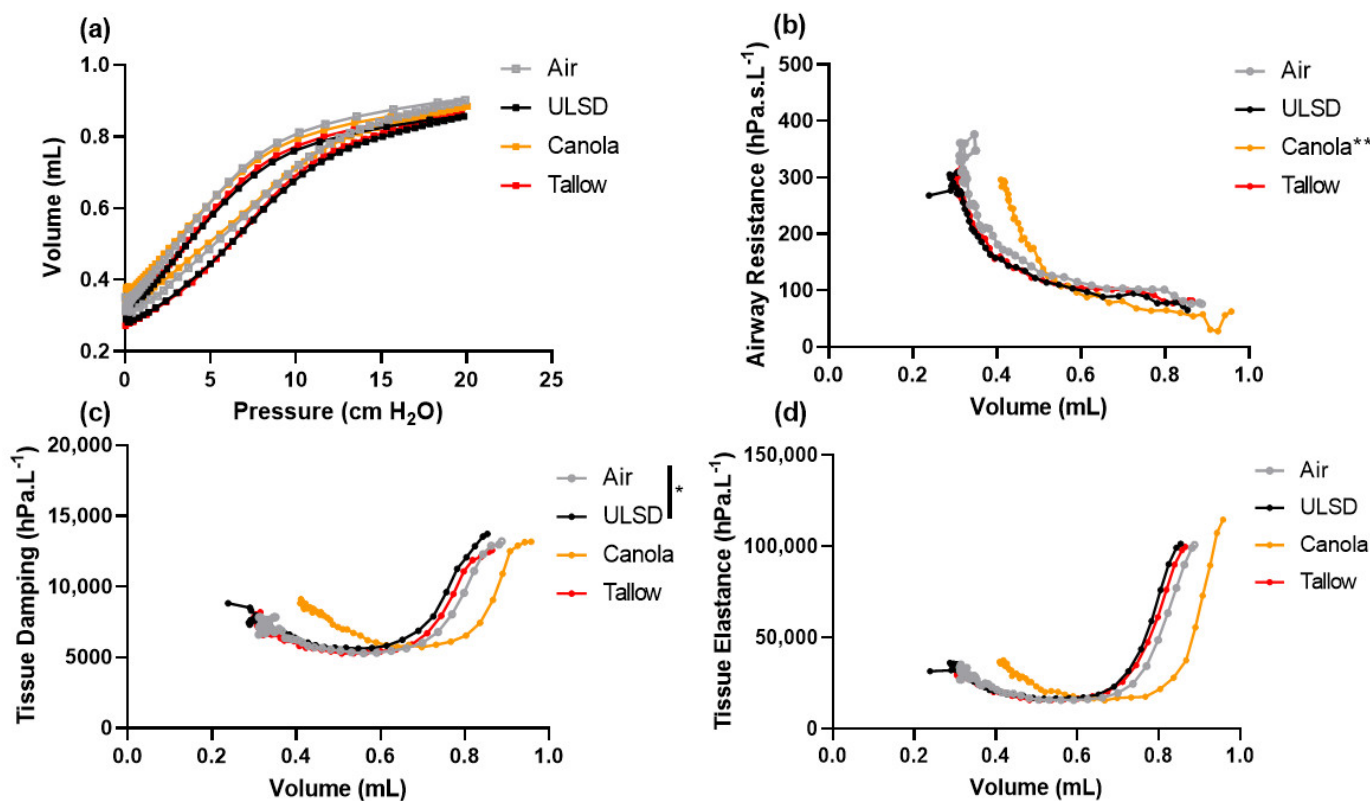 (a)
Volume (mL)
1.0
0.8
0.6
0.4
0.2
0
5
10
15
20
25
Pressure (cm H₂O)
Air
ULSD
Canola
Tallow
(b)
Airway Resistance (hPa.s.L⁻¹)
500
400
300
200
100
0
0.0
0.2
0.4
0.6
0.8
1.0
Volume (mL)
Air
ULSD
Canola**
Tallow
(c)
Tissue Damping (hPa.L⁻¹)
20,000
15,000
10,000
5000
0
0.0
0.2
0.4
0.6
0.8
1.0
Volume (mL)
Air
ULSD
*
Canola
Tallow
(d)
Tissue Elastance (hPa.L⁻¹)
150,000
100,000
50,000
0
0.0
0.2
0.4
0.6
0.8
1.0
Volume (mL)
Air
ULSD
Canola
Tallow